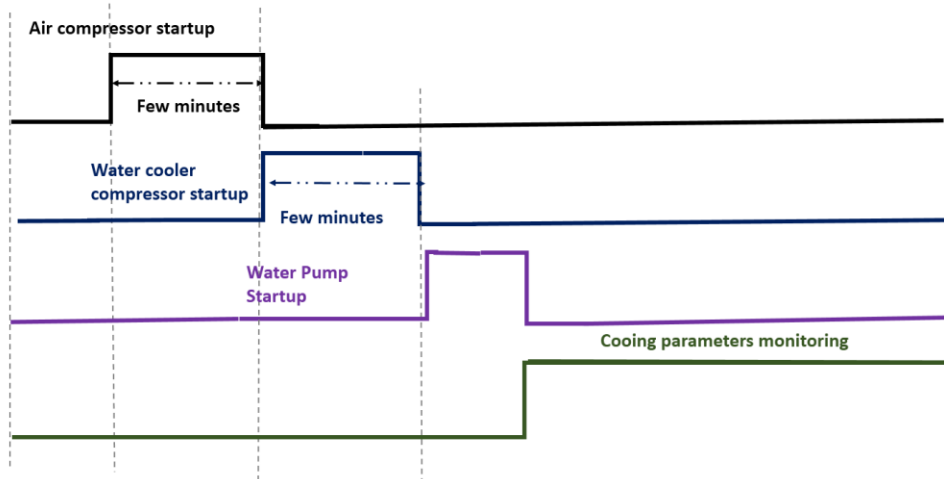 Air compressor startup
Few minutes
Water cooler
compressor startup
Few minutes
Water Pump
Startup
Cooing parameters monitoring